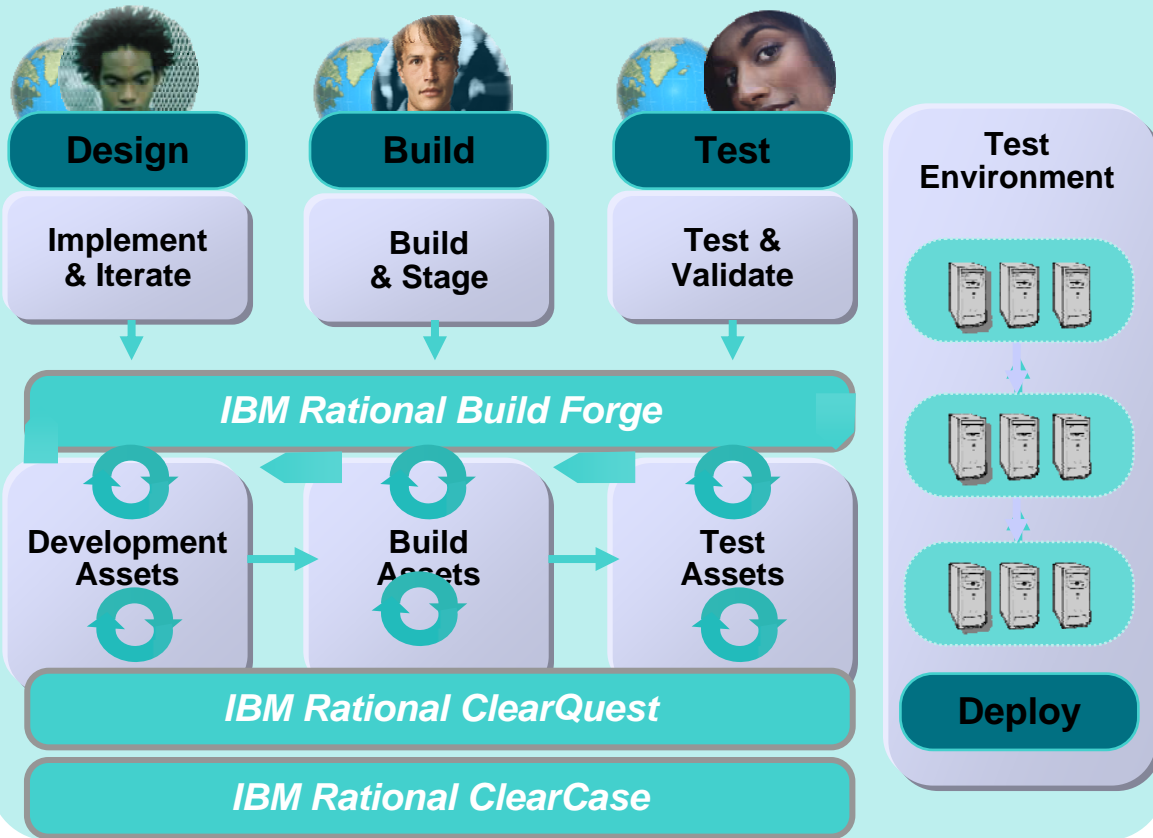 Design
Build
Test
Implement
& Iterate
Build
& Stage
Test &
Validate
IBM Rational Build Forge
Development
Assets
Build
Assets
Test
Assets
IBM Rational ClearQuest
IBM Rational ClearCase
Test
Environment
Deploy